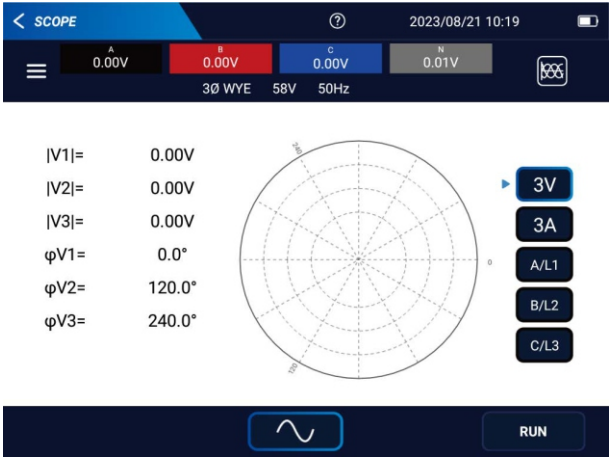 SCOPE
?
2023/08/21 10:19
A
0.00V
B
0.00V
C
0.00V
N
0.01V
3Ø WYE 58V 50Hz
|V1|= 0.00V
|V2|= 0.00V
|V3|= 0.00V
φV1= 0.0°
φV2= 120.0°
φV3= 240.0°
240
0
120
3V
3A
A/L1
B/L2
C/L3
RUN